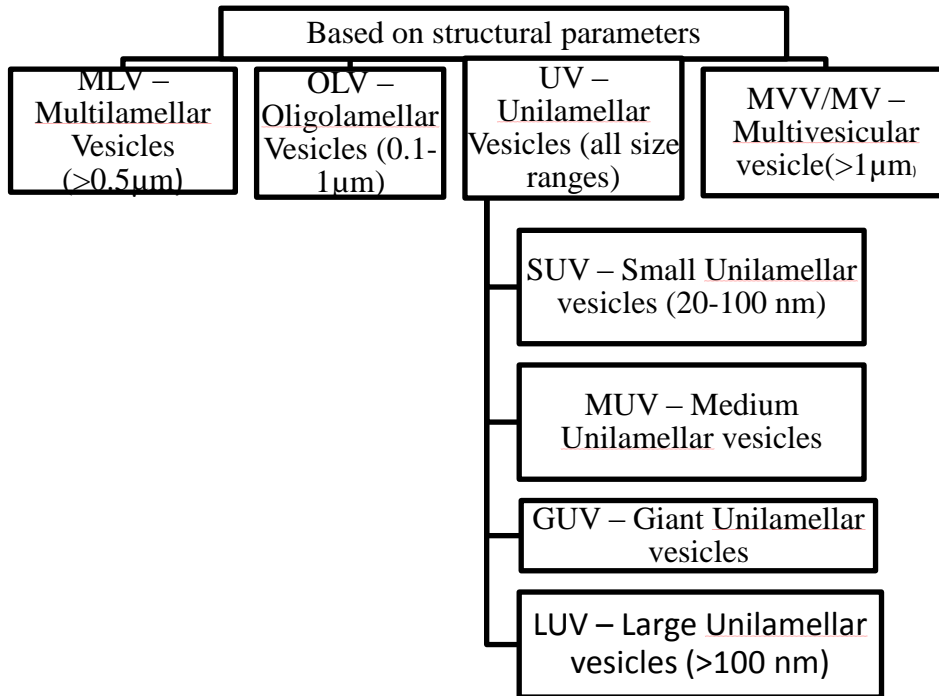 Based on structural parameters
MLV –
Multilamellar
Vesicles
(>0.5µm)
OLV –
Oligolamellar
Vesicles (0.1-
1µm)
UV –
Unilamellar
Vesicles (all size
ranges)
MVV/MV –
Multivesicular
vesicle(>1µm)
SUV – Small Unilamellar
vesicles (20-100 nm)
MUV – Medium
Unilamellar vesicles
GUV – Giant Unilamellar
vesicles
LUV – Large Unilamellar
vesicles (>100 nm)